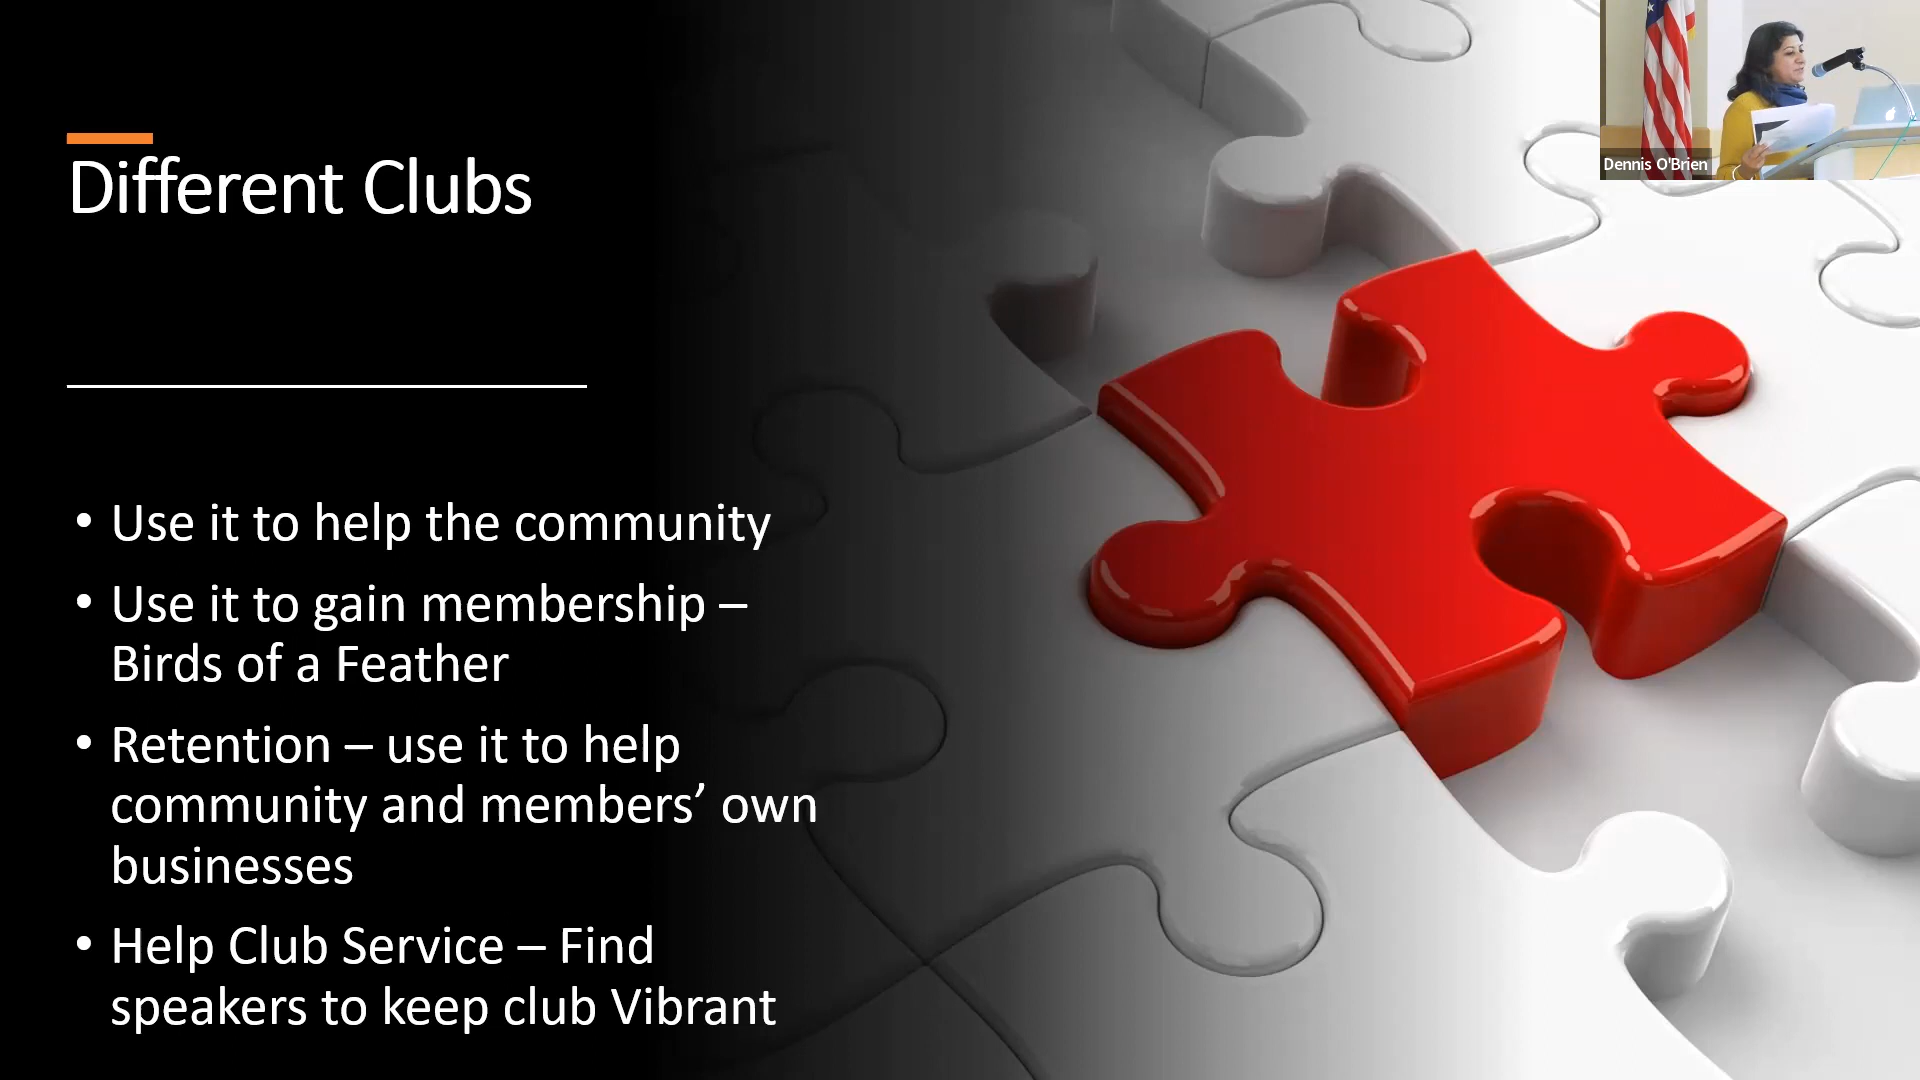 Dennis O'Brien
Different Clubs
• Use it to help the community
• Use it to gain membership –
Birds of a Feather
• Retention – use it to help
community and members’ own
businesses
• Help Club Service – Find
speakers to keep club Vibrant